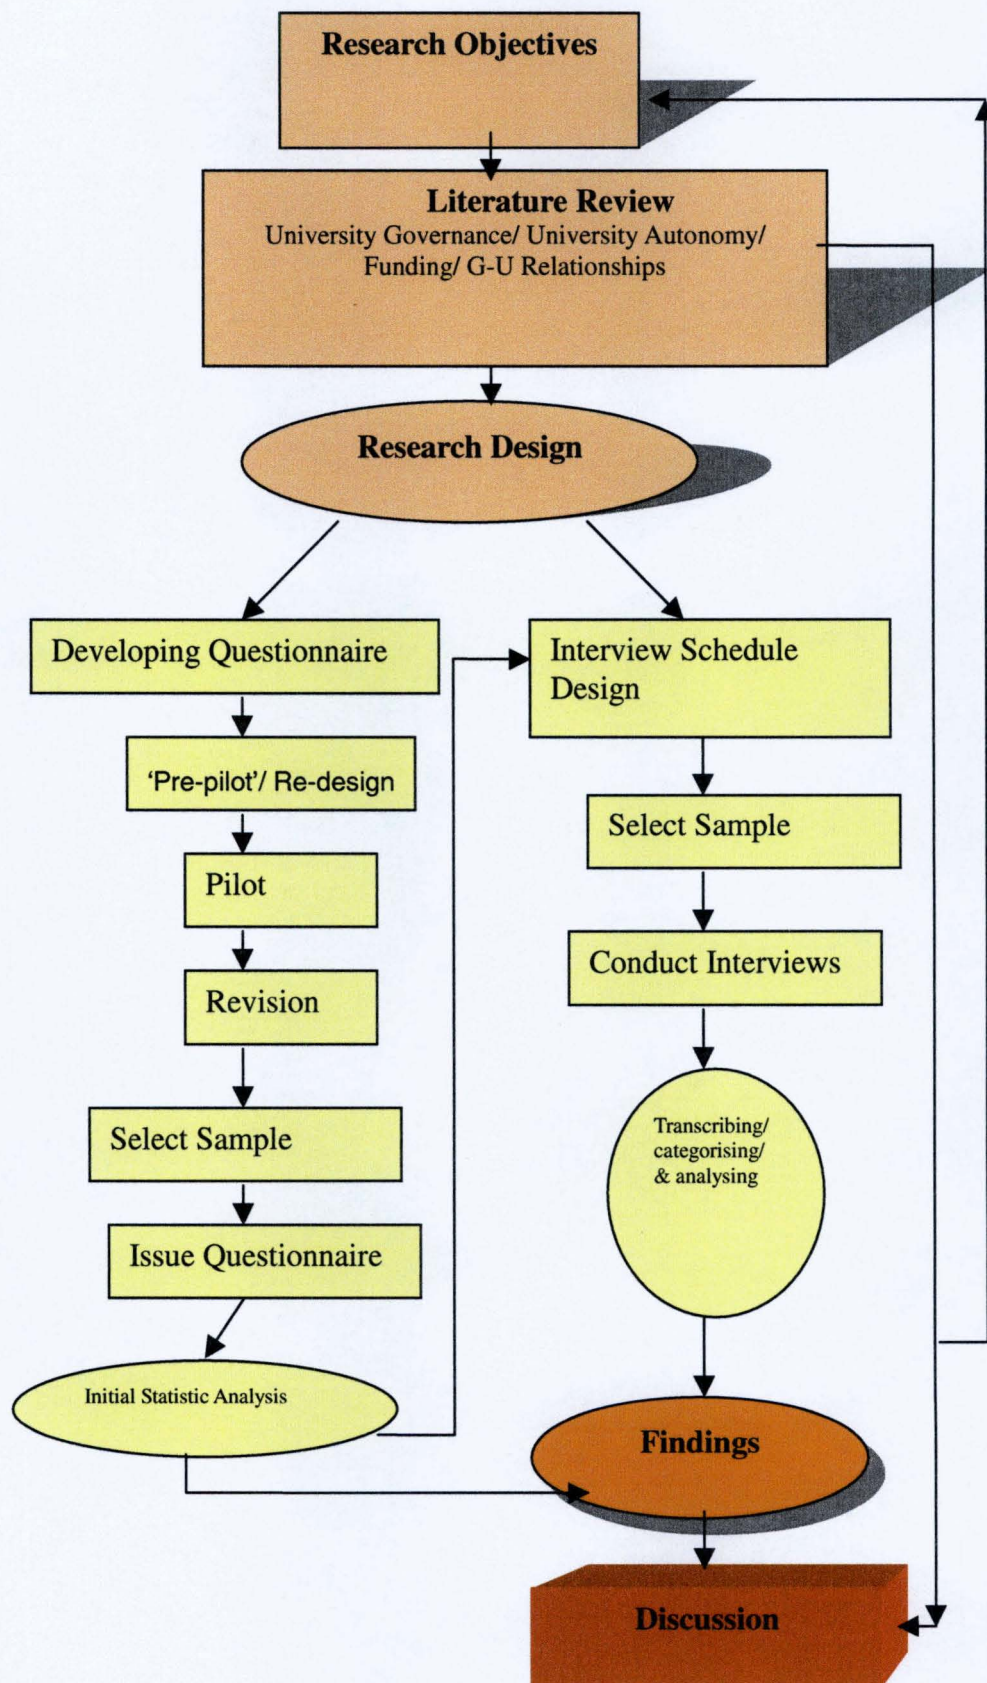 Research Objectives
Literature Review
University Governance/ University Autonomy/
Funding/ G-U Relationships
Research Design
Developing Questionnaire
'Pre-pilot'/ Re-design
Pilot
Revision
Select Sample
Issue Questionnaire
Initial Statistic Analysis
Interview Schedule
Design
Select Sample
Conduct Interviews
Transcribing/
categorising/
& analysing
Findings
Discussion